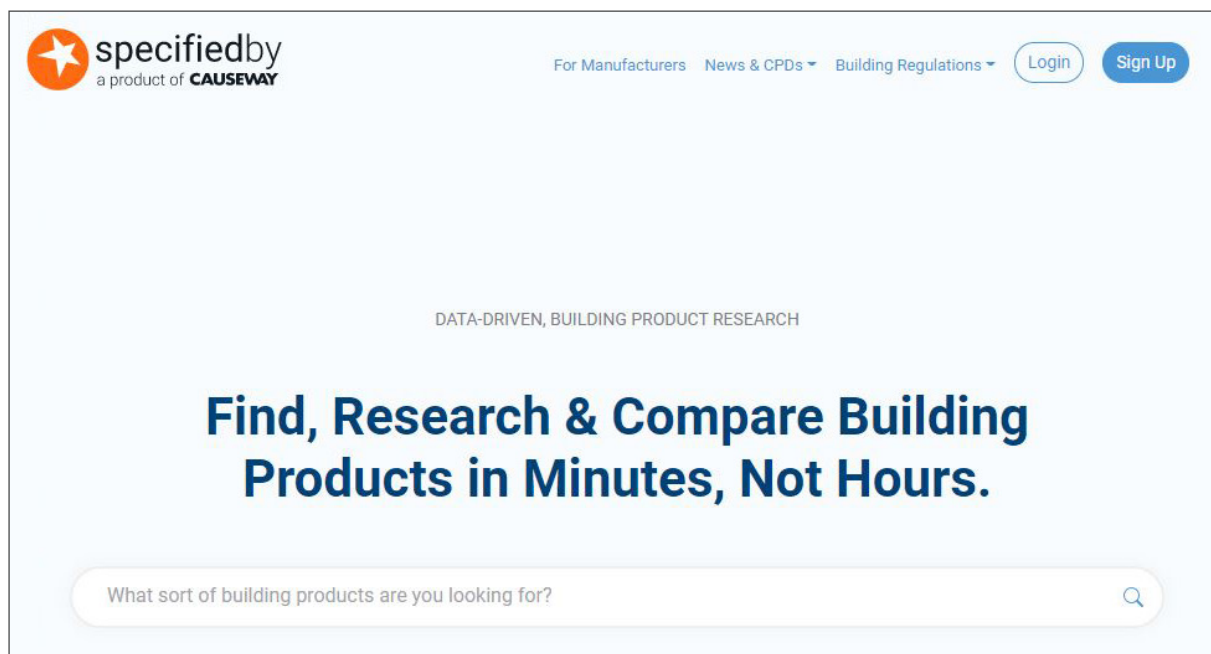 specifiedby
a product of CAUSEWAY
For Manufacturers News & CPDs Building Regulations Login Sign Up
DATA-DRIVEN, BUILDING PRODUCT RESEARCH
Find, Research & Compare Building
Products in Minutes, Not Hours.
What sort of building products are you looking for?